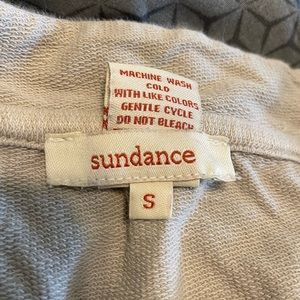 MACHINE WASH
COLD
WITH LIKE COLORS
GENTLE CYCLE
DO NOT BLEACH
sundance
S